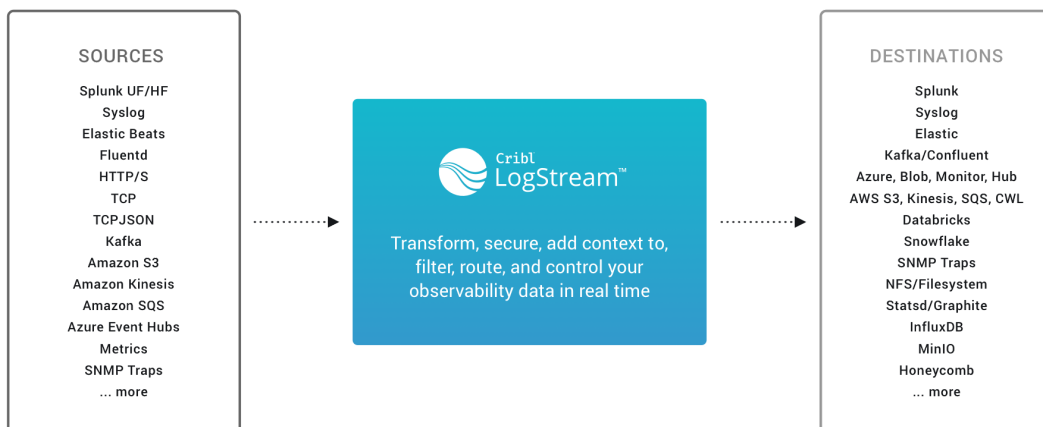 SOURCES
Splunk UF/HF
Syslog
Elastic Beats
Fluentd
HTTP/S
TCP
TCPJSON
Kafka
Amazon S3
Amazon Kinesis
Amazon SQS
Azure Event Hubs
Metrics
SNMP Traps
... more
Cribl
LogStream™
Transform, secure, add context to,
filter, route, and control your
observability data in real time
DESTINATIONS
Splunk
Syslog
Elastic
Kafka/Confluent
Azure, Blob, Monitor, Hub
AWS S3, Kinesis, SQS, CWL
Databricks
Snowflake
SNMP Traps
NFS/Filesystem
Statsd/Graphite
InfluxDB
MinIO
Honeycomb
... more